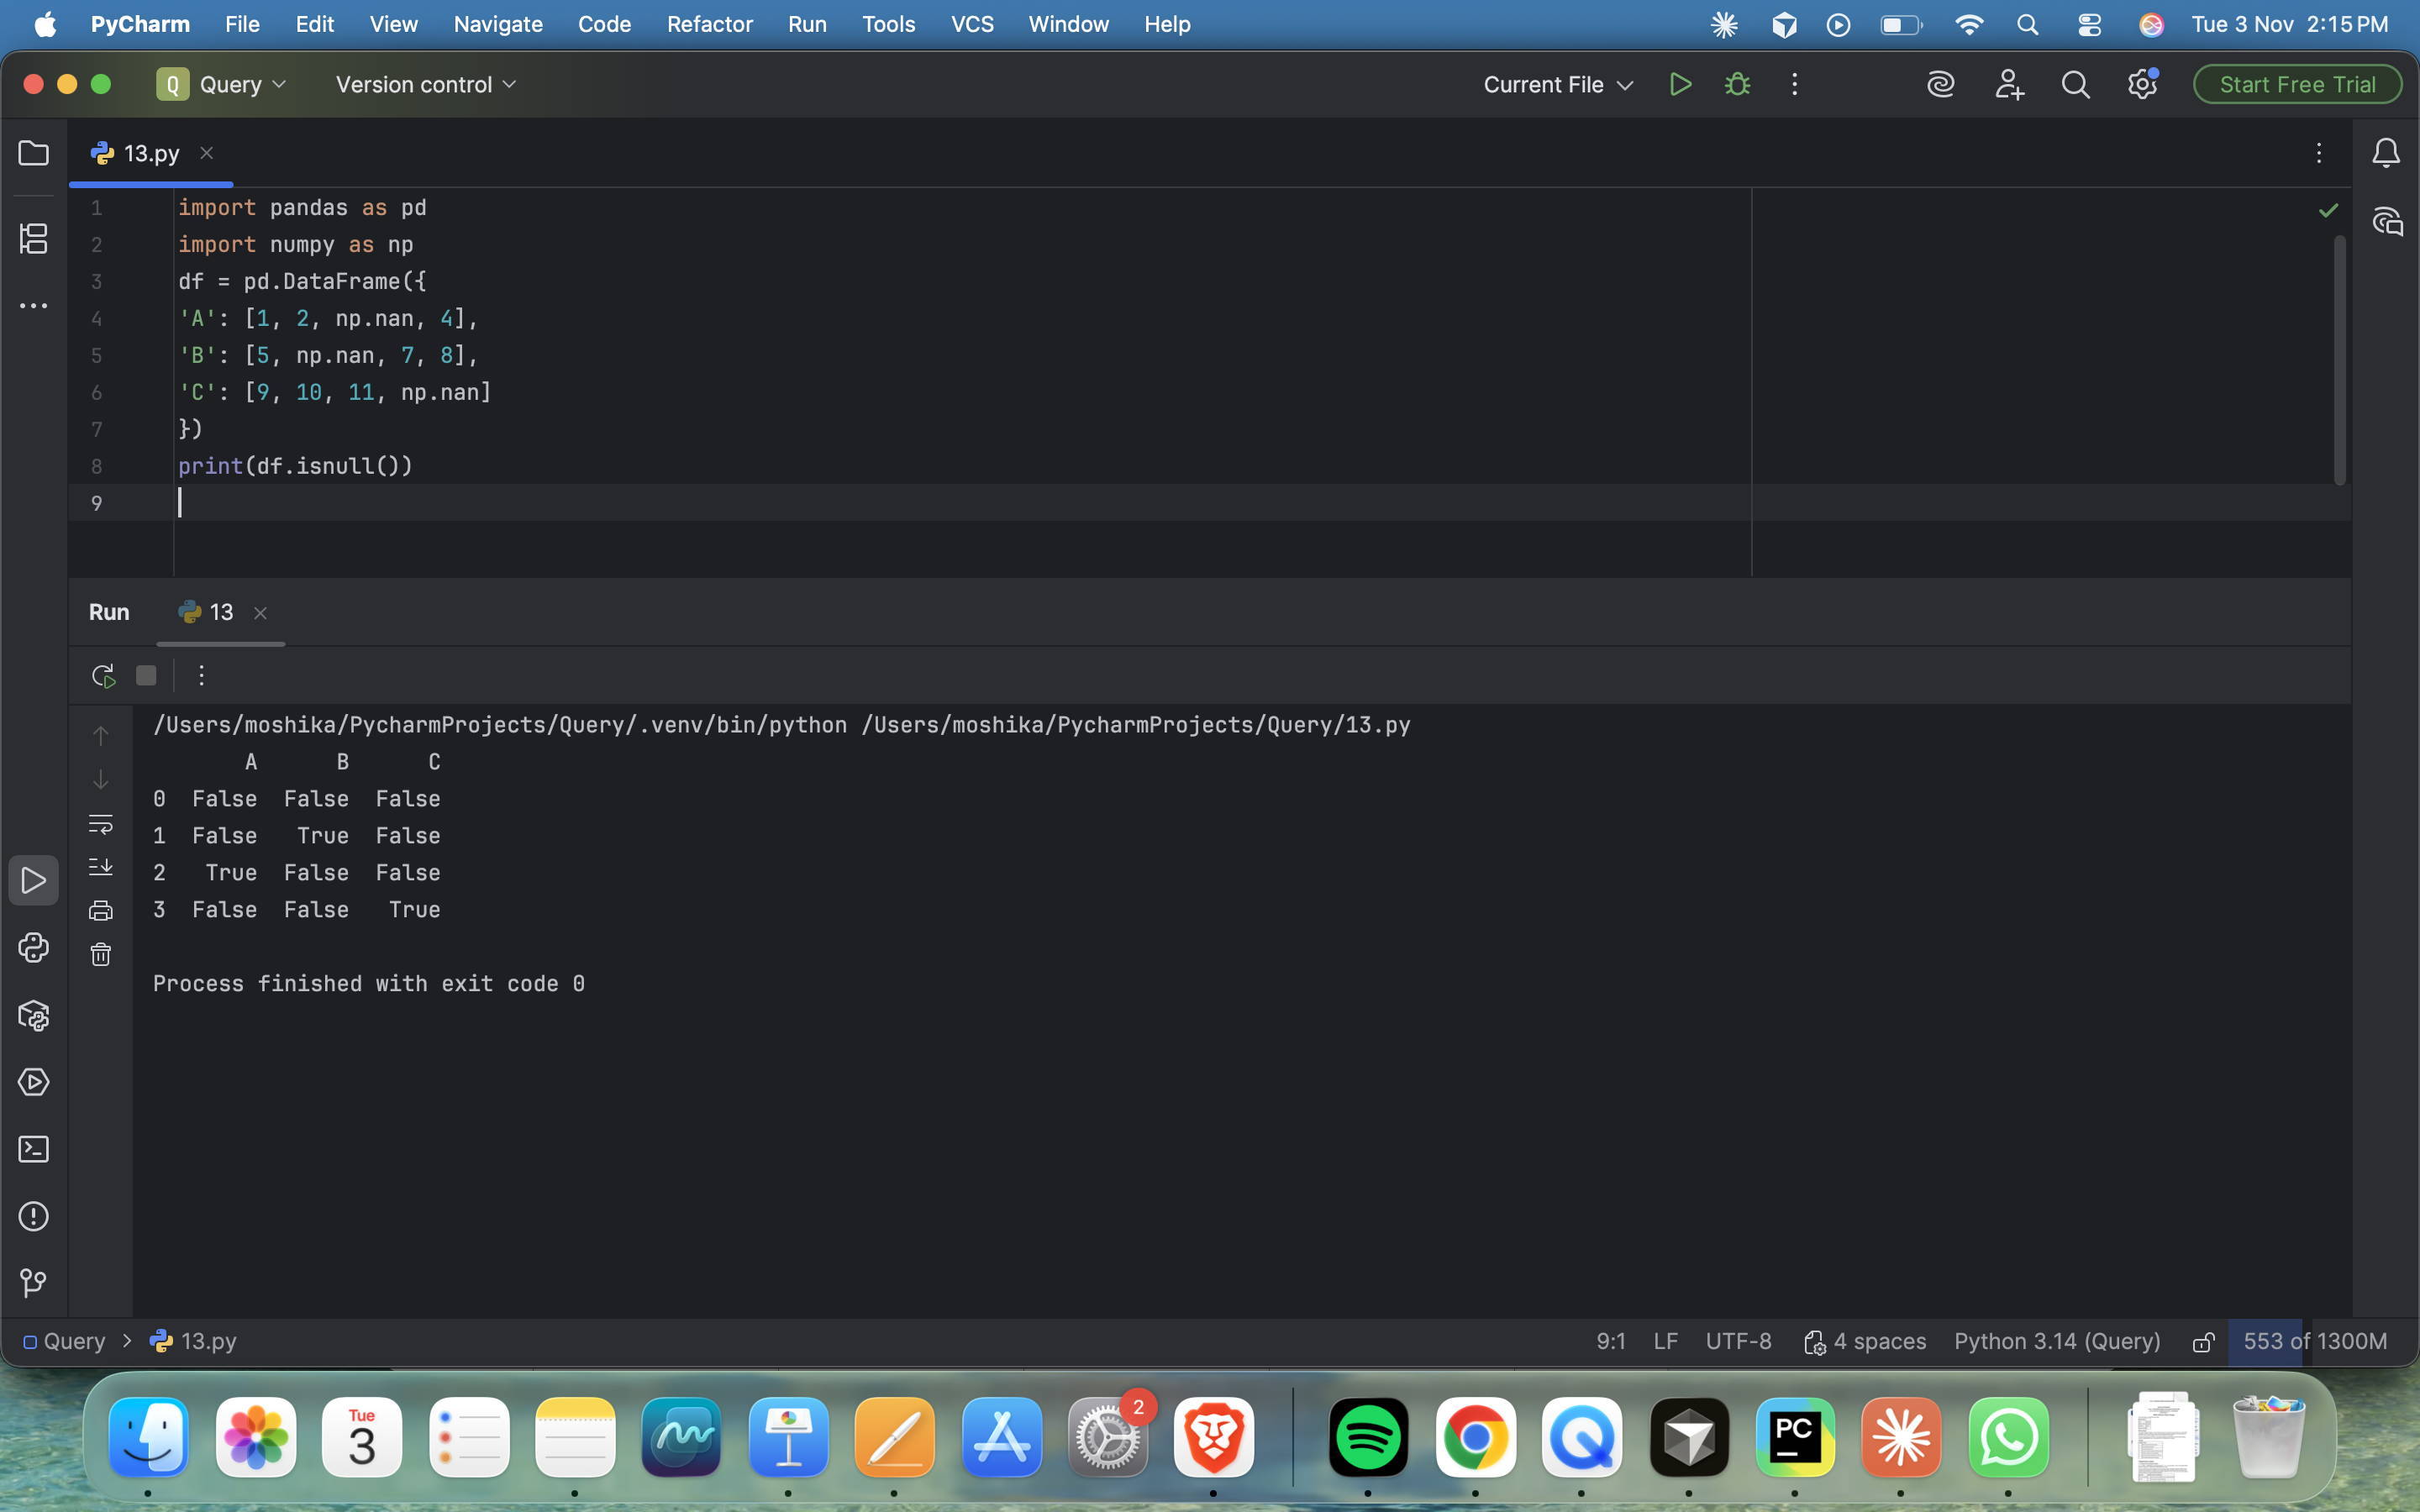 PyCharm File Edit View Navigate Code Refactor Run Tools VCS Window Help Tue 3 Nov 2:15 PM
Q Query Version control Current File Start Free Trial
13.py
1 import pandas as pd
2 import numpy as np
3 df = pd.DataFrame({
4 'A': [1, 2, np.nan, 4],
5 'B': [5, np.nan, 7, 8],
6 'C': [9, 10, 11, np.nan]
7 })
8 print(df.isnull())
9
Run 13
/Users/moshika/PycharmProjects/Query/.venv/bin/python /Users/moshika/PycharmProjects/Query/13.py
A B C
0 False False False
1 False True False
2 True False False
3 False False True
Process finished with exit code 0
Query > 13.py 9:1 LF UTF-8 4 spaces Python 3.14 (Query) 553 of 1300M
Tue
3
2
PC